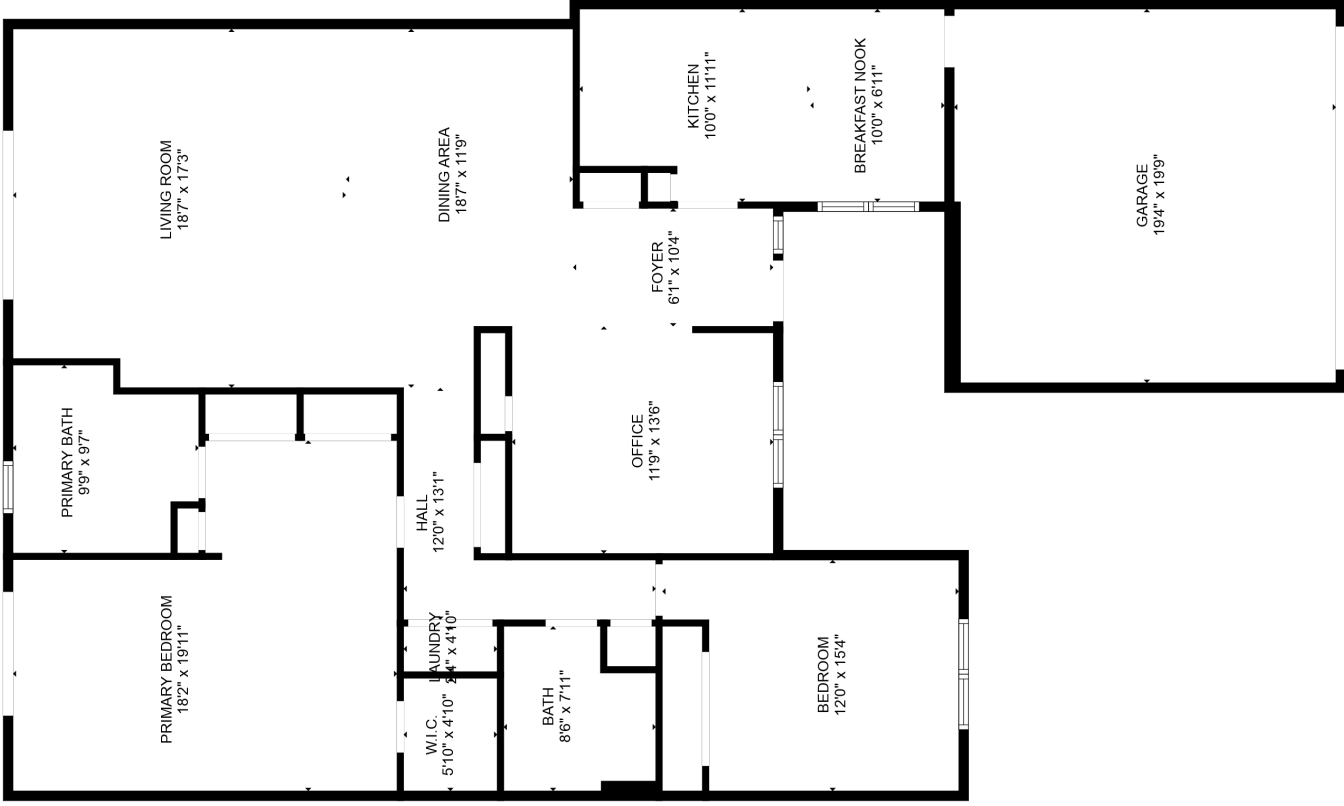 LIVING ROOM
18'7" x 17'3"
DINING AREA
18'7" x 11'9"
KITCHEN
10'0" x 11'11"
BREAKFAST NOOK
10'0" x 6'11"
GARAGE
19'4" x 19'9"
FOYER
6'1" x 10'4"
PRIMARY BATH
9'9" x 9'7"
HALL
12'0" x 13'1"
OFFICE
11'9" x 13'6"
PRIMARY BEDROOM
18'2" x 19'11"
LAUNDRY
x 4'10"
W.I.C.
5'10" x 4'10"
BATH
8'6" x 7'11"
BEDROOM
12'0" x 15'4"